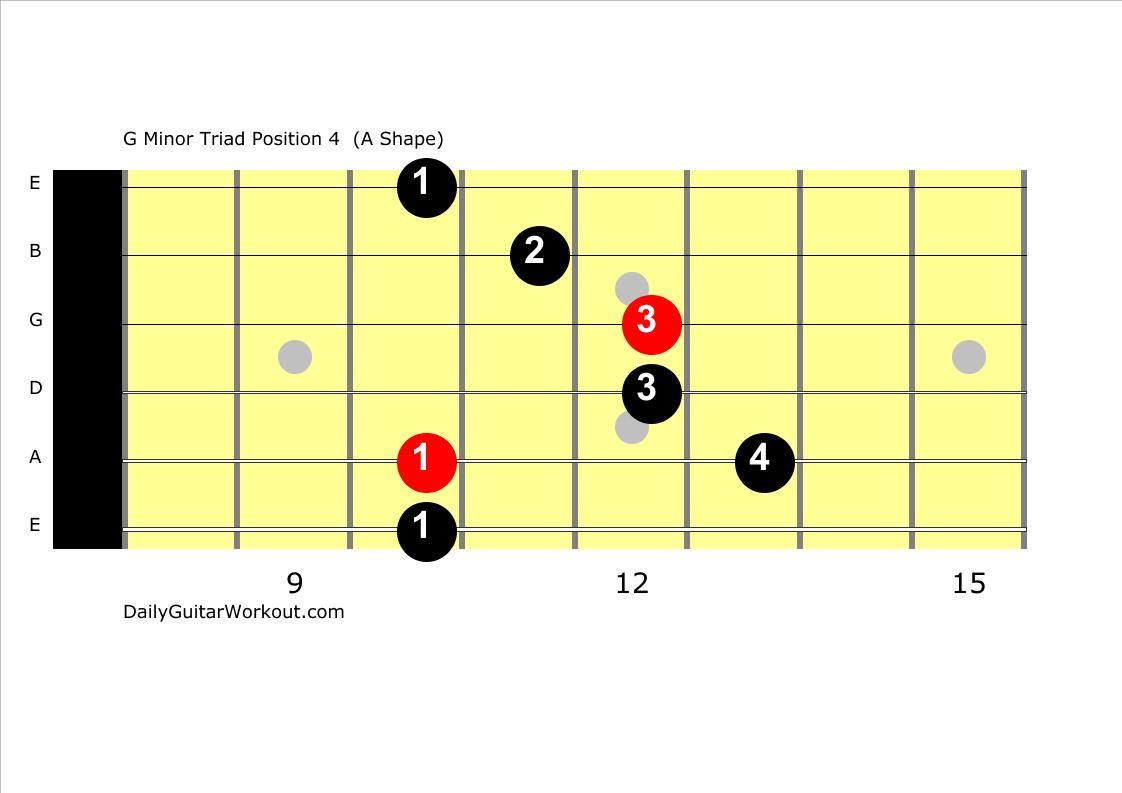 G Minor Triad Position 4 (A Shape)
E 1
B 2
G 3
D 3
A 1 4
E 1
9 12 15
DailyGuitarWorkout.com